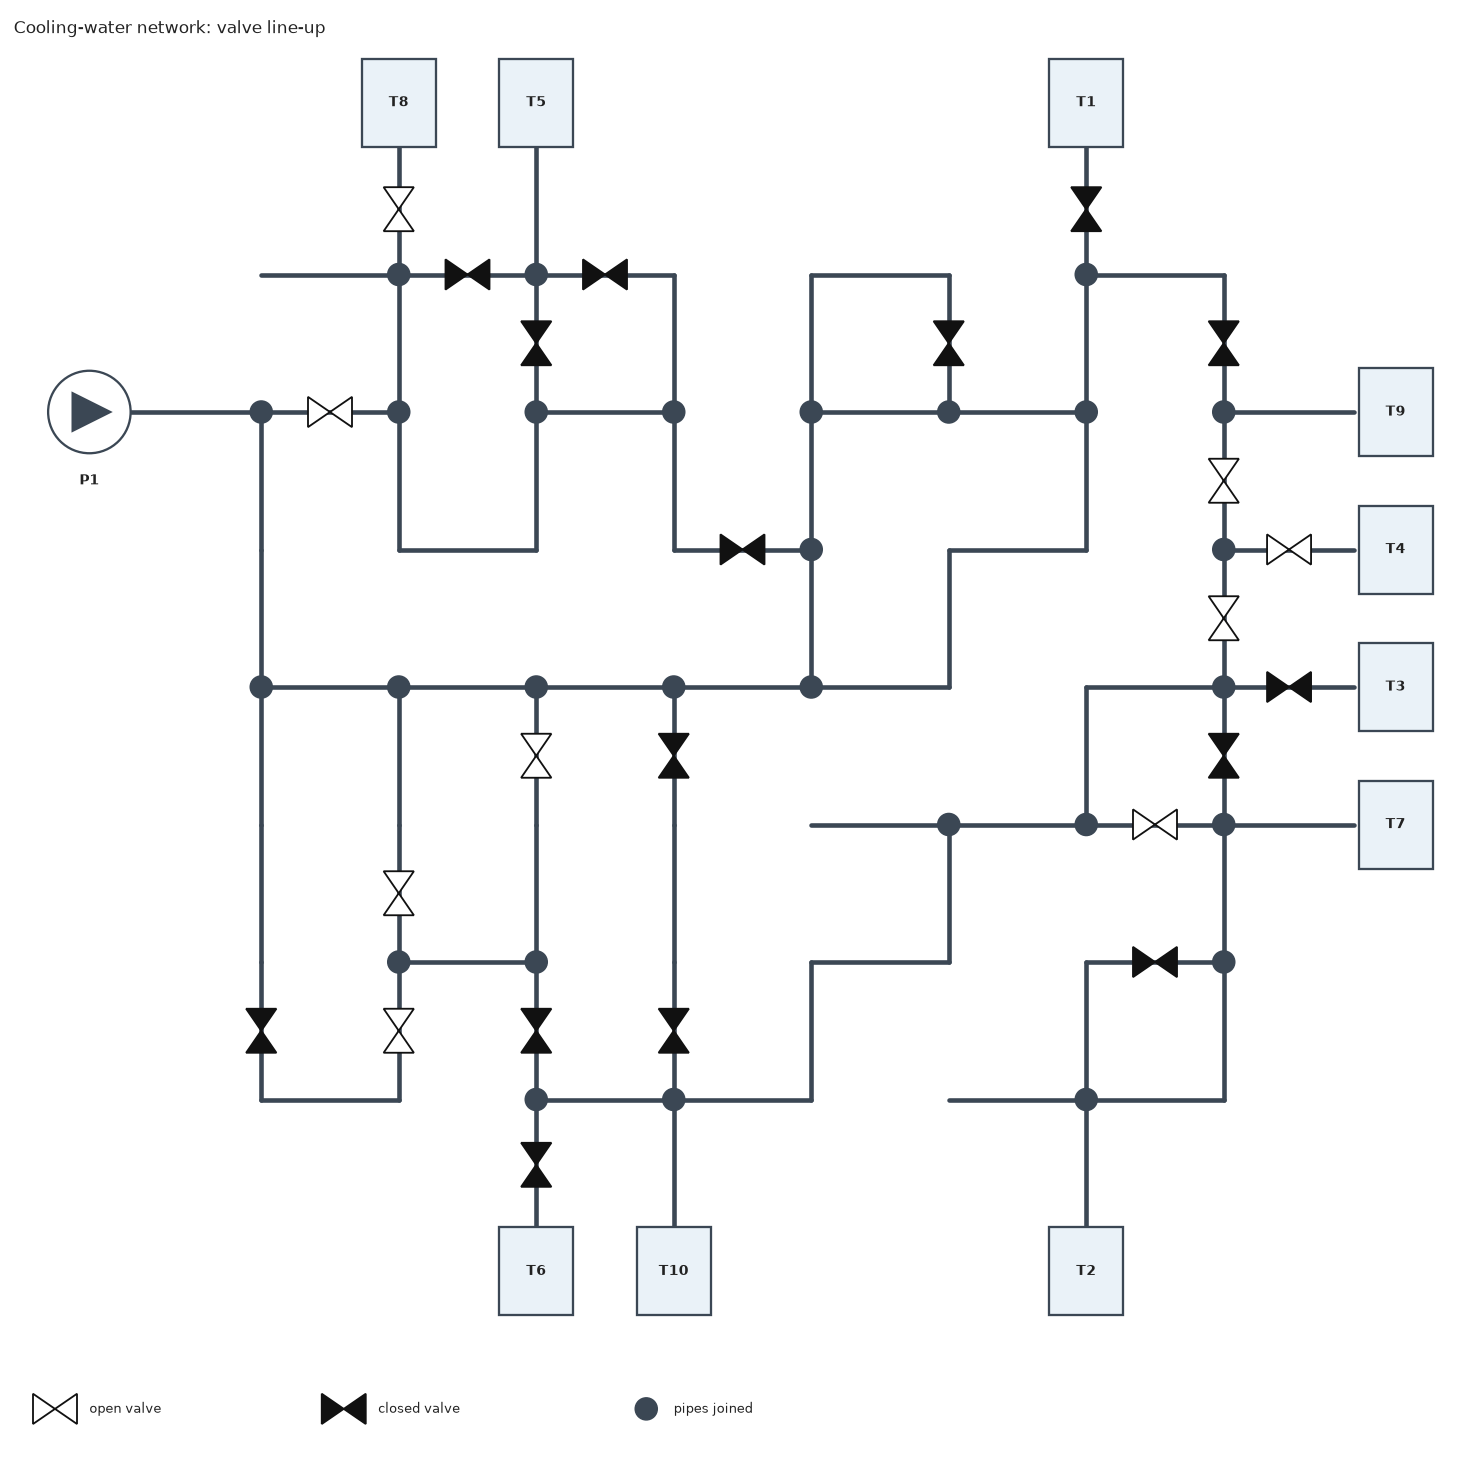 Cooling-water network: valve line-up
T8
T5
T1
P1
T9
T4
T3
T7
T6
T10
T2
open valve
closed valve
pipes joined